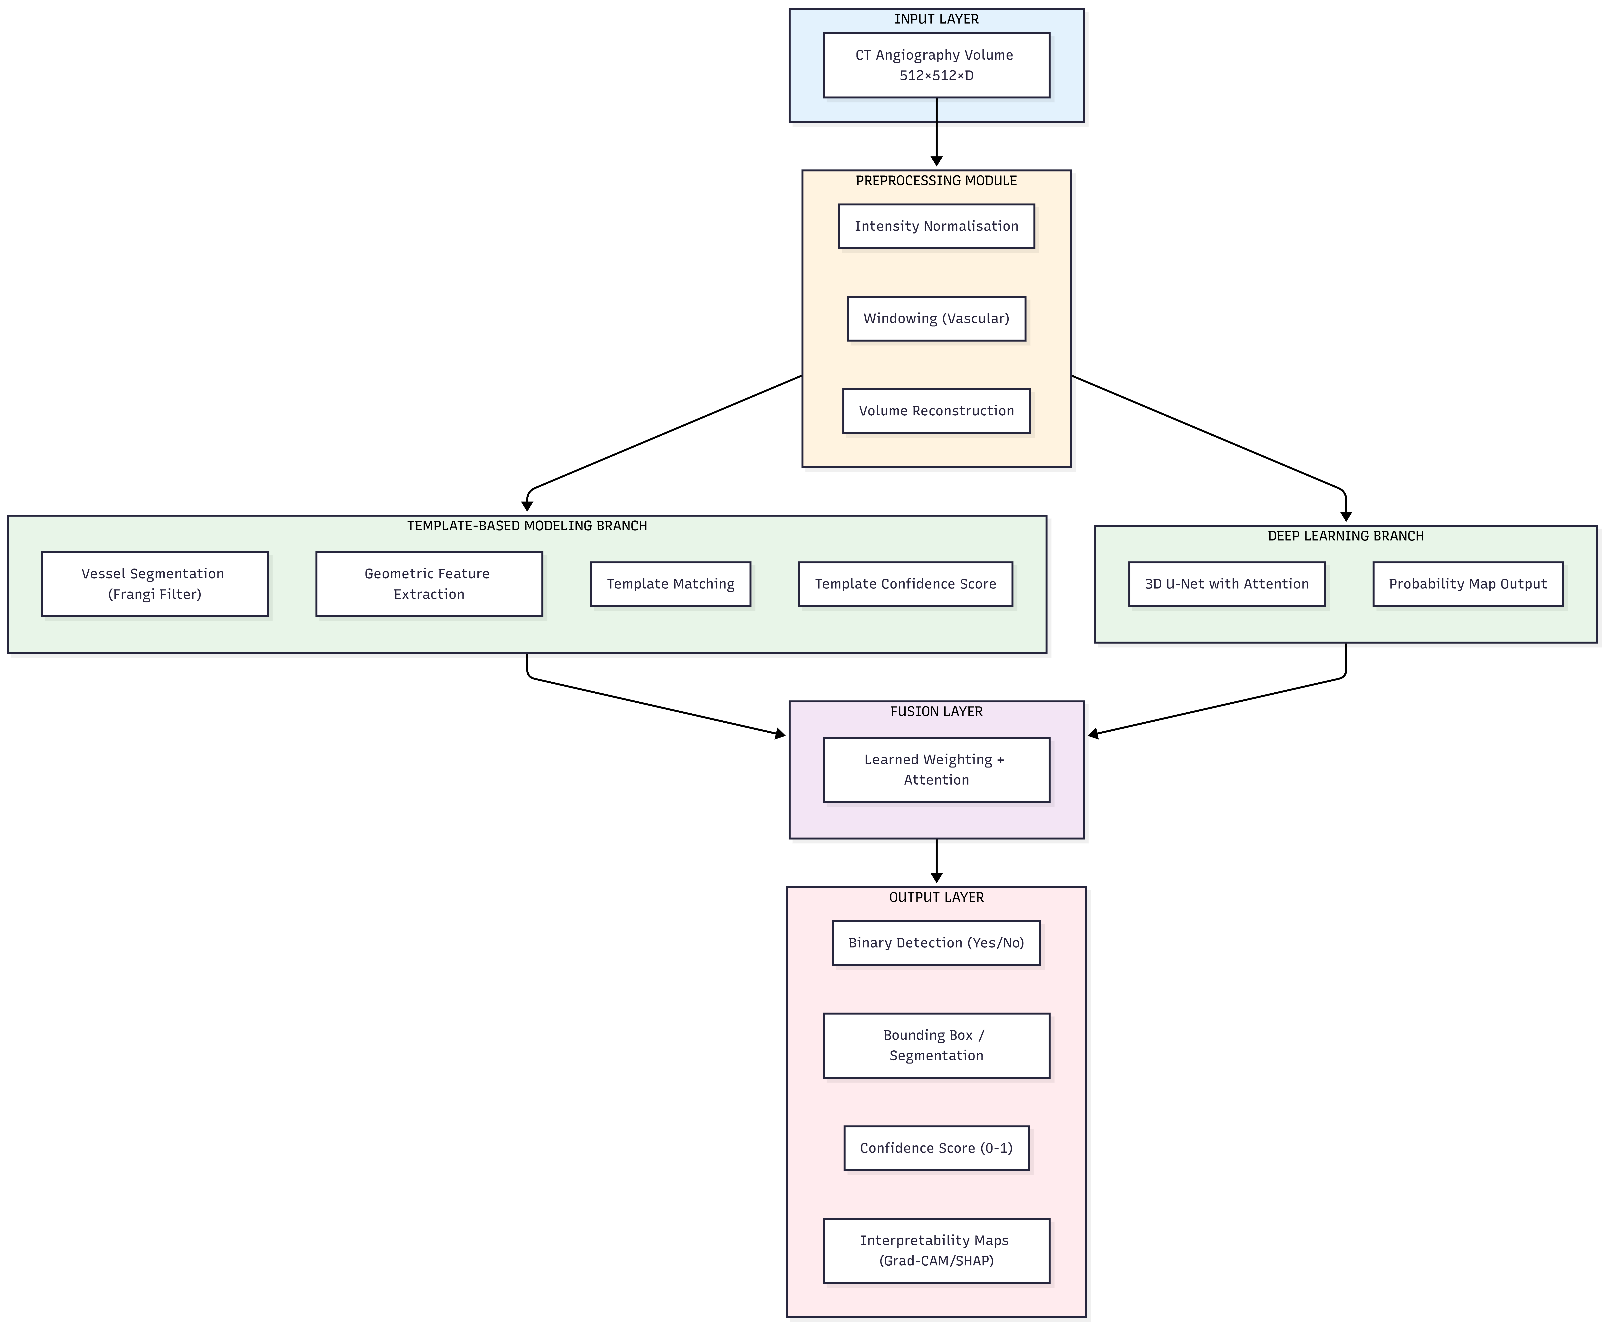 INPUT LAYER
CT Angiography Volume
512×512×D
PREPROCESSING MODULE
Intensity Normalisation
Windowing (Vascular)
Volume Reconstruction
TEMPLATE-BASED MODELING BRANCH
Vessel Segmentation
(Frangi Filter)
Geometric Feature
Extraction
Template Matching
Template Confidence Score
DEEP LEARNING BRANCH
3D U-Net with Attention
Probability Map Output
FUSION LAYER
Learned Weighting +
Attention
OUTPUT LAYER
Binary Detection (Yes/No)
Bounding Box /
Segmentation
Confidence Score (0-1)
Interpretability Maps
(Grad-CAM/SHAP)